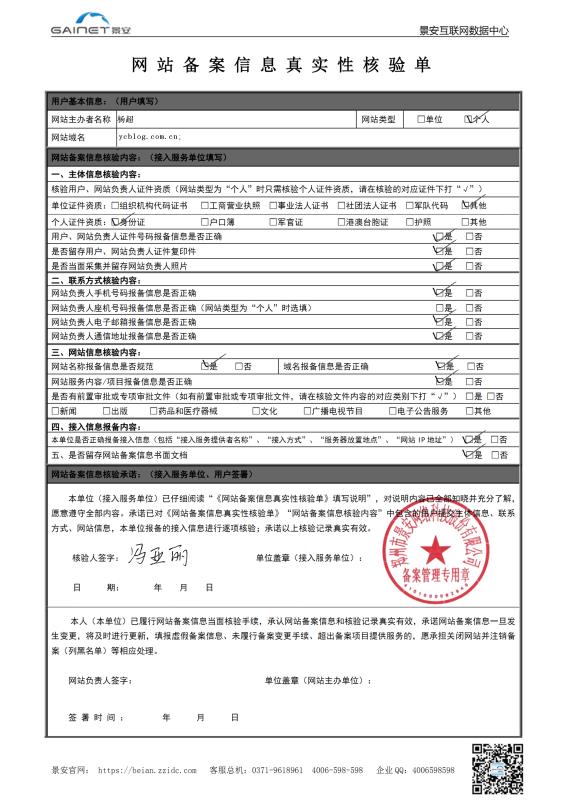 GAINET 景安
景安互联网数据中心
网站备案信息真实性核验单
用户基本信息：（用户填写）
网站主办者名称 杨超 网站类型 □单位 □个人
网站域名 ycblog.com.cn;
网站备案信息核验内容：（接入服务单位填写）
一、主体信息核验内容：
核验用户、网站负责人证件资质（网站类型为“个人”时只需核验个人证件资质，请在核验的对应证件下打“√”）
单位证件资质：□组织机构代码证书 □工商营业执照 □事业法人证书 □社团法人证书 □军队代码 □其他
个人证件资质：□身份证 □户口簿 □军官证 □港澳台胞证 □护照 □其他
用户、网站负责人证件号码报备信息是否正确 □是 □否
是否留存用户、网站负责人证件复印件 □是 □否
是否当面采集并留存网站负责人照片 □是 □否
二、联系方式核验内容：
网站负责人手机号码报备信息是否正确 □是 □否
网站负责人座机号码报备信息是否正确（网站类型为“个人”时选填） □是 □否
网站负责人电子邮箱报备信息是否正确 □是 □否
网站负责人通信地址报备信息是否正确 □是 □否
三、网站信息核验内容：
网站名称报备信息是否规范 □是 □否 域名报备信息是否正确 □是 □否
网站服务内容/项目报备信息是否正确 □是 □否
是否有前置审批或专项审批文件（如有前置审批或专项审批文件，请在核验文件内容的对应类别下打“√”） □是 □否
□新闻 □出版 □药品和医疗器械 □文化 □广播电视节目 □电子公告服务 □其他
四、接入信息报备内容：
本单位是否正确报备接入信息（包括“接入服务提供者名称”、“接入方式”、“服务器放置地点”、“网站IP地址”） □是 □否
五、是否留存网站备案信息书面文档 □是 □否
网站备案信息核验承诺：（接入服务单位、用户签署）
本单位（接入服务单位）已仔细阅读“《网站备案信息真实性核验单》填写说明”，对说明内容已全部知晓并充分了解，
愿意遵守全部内容。承诺已对《网站备案信息真实性核验单》“网站备案信息核验内容”中包含的用户提交主体信息、联系
方式、网站信息，本单位报备的接入信息进行逐项核验；承诺以上核验记录真实有效。
核验人签字： 冯亚丽 单位盖章（接入服务单位）：
郑州市景安网络科技股份有限公司
备案管理专用章
日 期： 年 月 日
本人（本单位）已履行网站备案信息当面核验手续，承认网站备案信息和核验记录真实有效，承诺网站备案信息一旦发
生变更，将及时进行更新，填报虚假备案信息、未履行备案变更手续、超出备案项目提供服务的，愿承担关闭网站并注销备
案（列黑名单）等相应处理。
网站负责人签字： 单位盖章（网站主办单位）：
签署时间： 年 月 日
景安官网： https://beian.zzidc.com 客服总机：0371-9618961 4006-598-598 企业QQ：4006598598